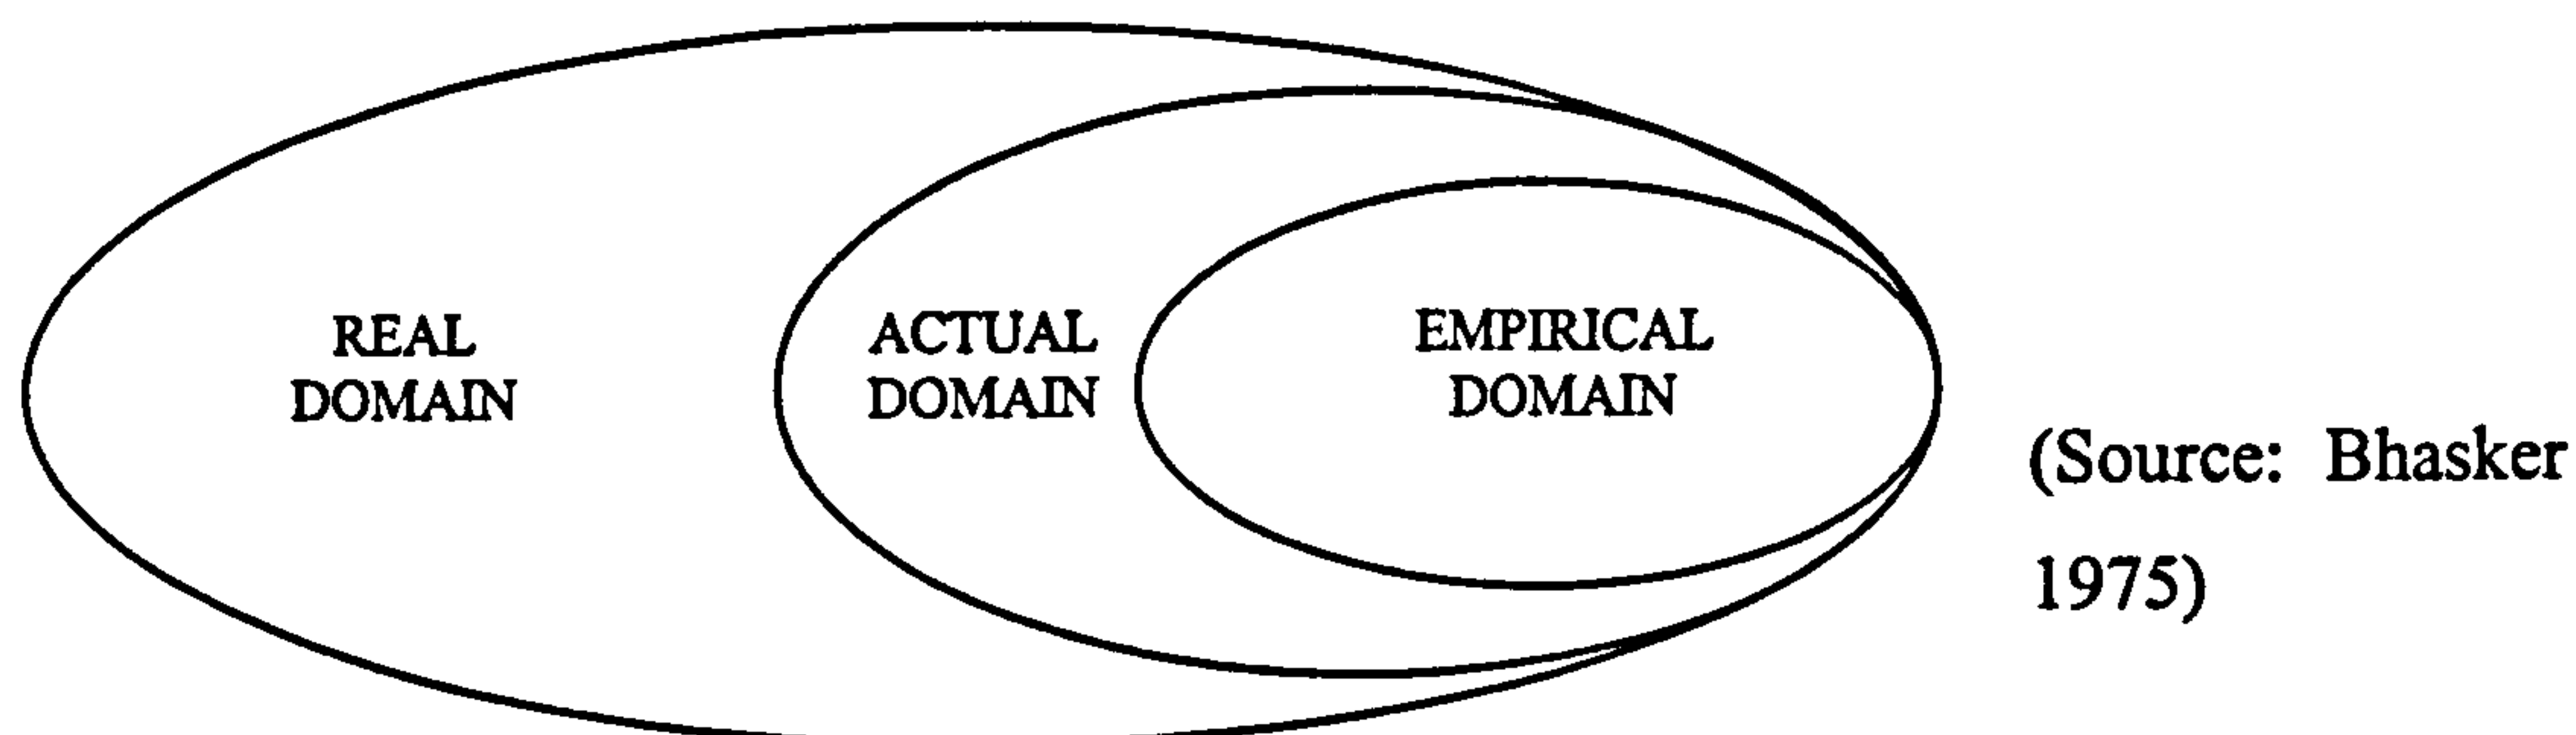 REAL
DOMAIN
ACTUAL
DOMAIN
EMPIRICAL
DOMAIN
(Source: Bhasker
1975)